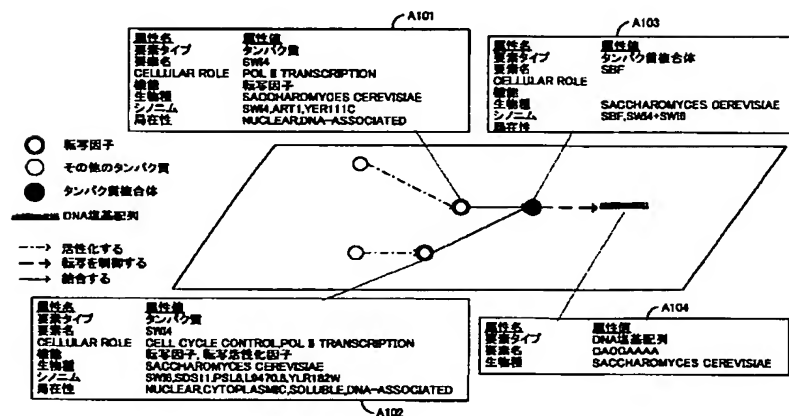 A101
属性名 属性値
要素タイプ タンパク質
要素名 SWI4
CELLULAR ROLE POL II TRANSCRIPTION
機能 転写因子
生物種 SACCHAROMYCES CEREVISIAE
シノニム SWI4,ART1,YER111C
局在性 NUCLEAR,DNA-ASSOCIATED
A103
属性名 属性値
要素タイプ タンパク質複合体
要素名 SBF
CELLULAR ROLE
機能
生物種 SACCHAROMYCES CEREVISIAE
シノニム SBF,SWI4+SWI6
局在性
転写因子
その他のタンパク質
タンパク質複合体
DNA塩基配列
活性化する
転写を制御する
結合する
属性名 属性値
要素タイプ タンパク質
要素名 SWI4
CELLULAR ROLE CELL CYCLE CONTROL,POL II TRANSCRIPTION
機能 転写因子, 転写活性化因子
生物種 SACCHAROMYCES CEREVISIAE
シノニム SWI6,SDS11,PSL8,L9470.8,YLR182W
局在性 NUCLEAR,CYTOPLASMIC,SOLUBLE,DNA-ASSOCIATED
A102
A104
属性名 属性値
要素タイプ DNA塩基配列
要素名 CACGAAAA
生物種 SACCHAROMYCES CEREVISIAE